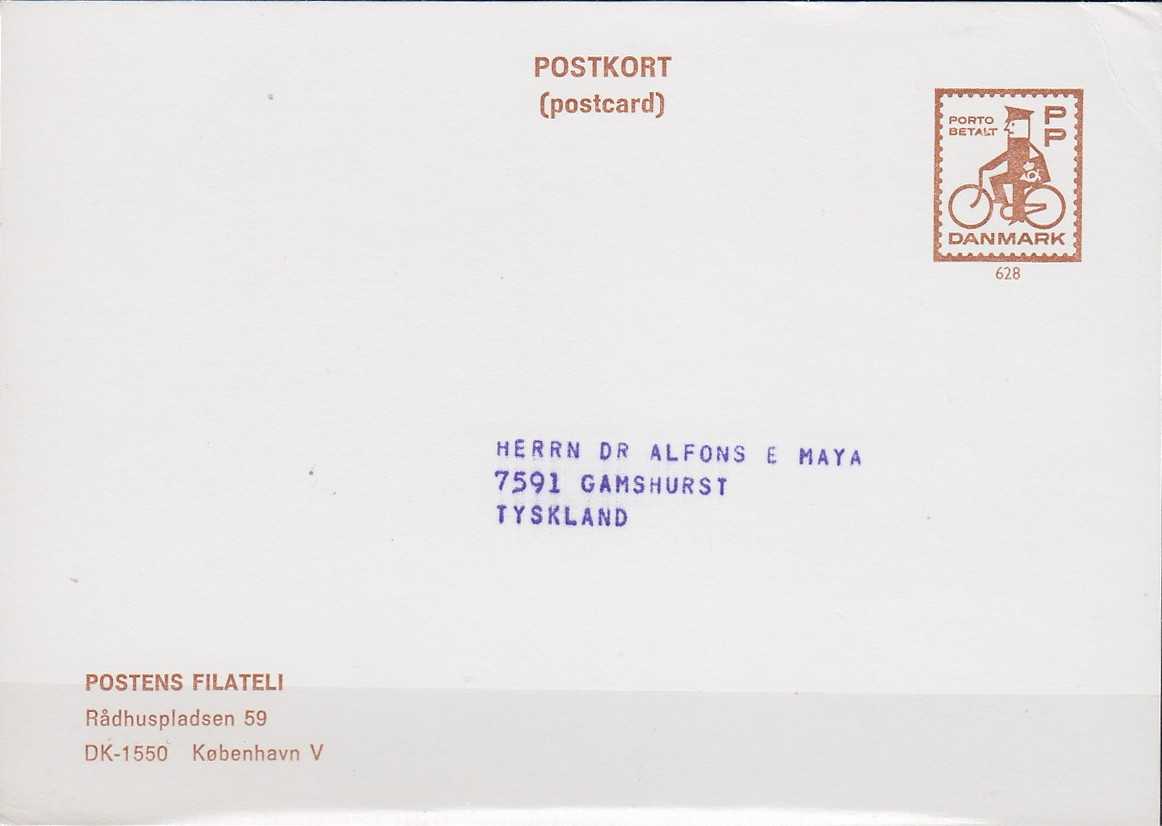 POSTKORT
(postcard)
PORTO
BETALT
PP
DANMARK
628
HERRN DR ALFONS E MAYA
7591 GAMSHURST
TYSKLAND
POSTENS FILATELI
Rådhuspladsen 59
DK-1550 København V